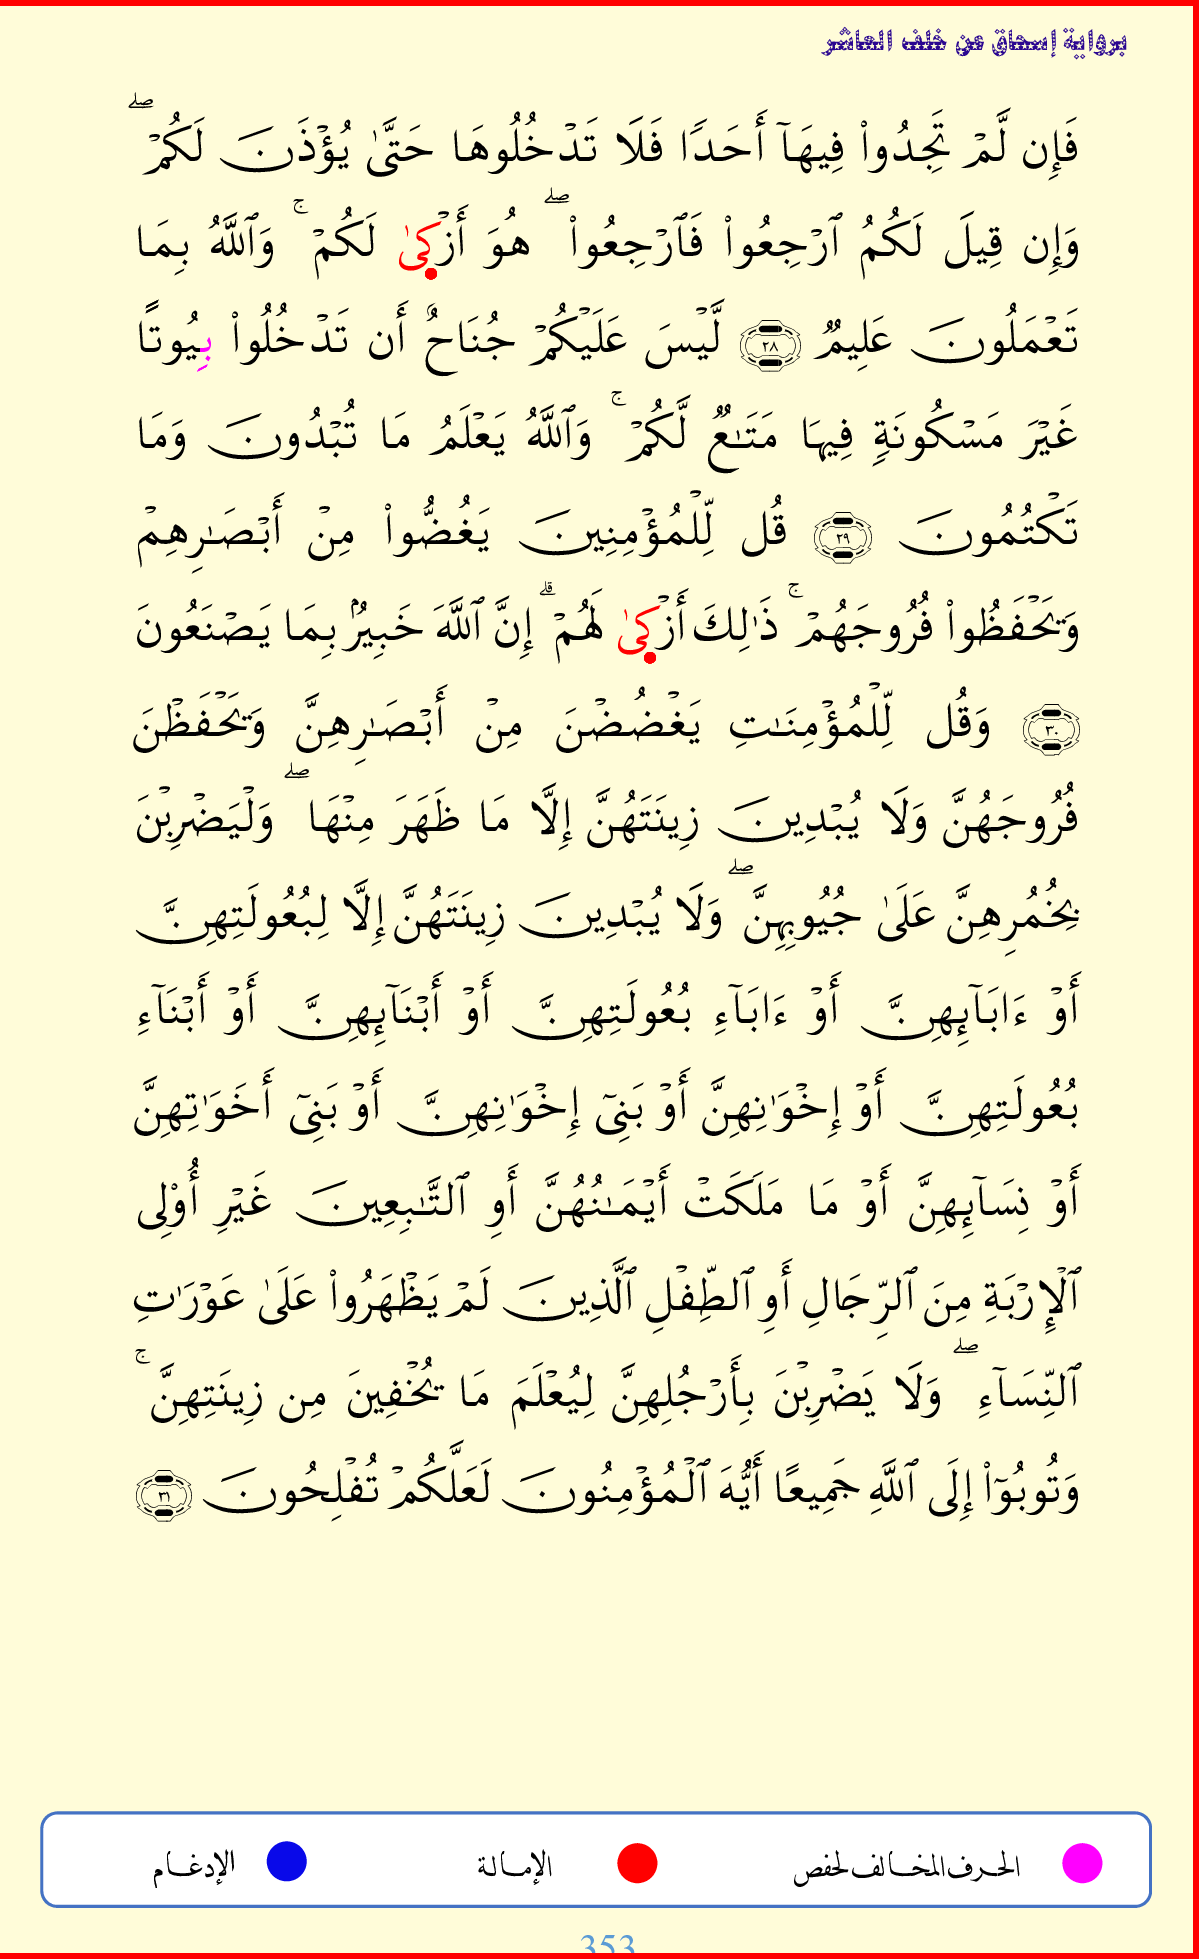 برواية إسحاق عن خلف العاشر
فَإِن لَّمْ تَجِدُوا۟ فِيهَآ أَحَدًا فَلَا تَدْخُلُوهَا حَتَّىٰ يُؤْذَنَ لَكُمْ ۖ
وَإِن قِيلَ لَكُمُ ٱرْجِعُوا۟ فَٱرْجِعُوا۟ ۖ هُوَ أَزْكَىٰ لَكُمْ ۚ وَٱللَّهُ بِمَا
تَعْمَلُونَ عَلِيمٌ ٢٨ لَّيْسَ عَلَيْكُمْ جُنَاحٌ أَن تَدْخُلُوا۟ بِيُوتًا
غَيْرَ مَسْكُونَةٍ فِيهَا مَتَـٰعٌ لَّكُمْ ۚ وَٱللَّهُ يَعْلَمُ مَا تُبْدُونَ وَمَا
تَكْتُمُونَ ٢٩ قُل لِّلْمُؤْمِنِينَ يَغُضُّوا۟ مِنْ أَبْصَـٰرِهِمْ
وَيَحْفَظُوا۟ فُرُوجَهُمْ ۚ ذَٰلِكَ أَزْكَىٰ لَهُمْ ۗ إِنَّ ٱللَّهَ خَبِيرٌۢ بِمَا يَصْنَعُونَ
٣٠ وَقُل لِّلْمُؤْمِنَـٰتِ يَغْضُضْنَ مِنْ أَبْصَـٰرِهِنَّ وَيَحْفَظْنَ
فُرُوجَهُنَّ وَلَا يُبْدِينَ زِينَتَهُنَّ إِلَّا مَا ظَهَرَ مِنْهَا ۖ وَلْيَضْرِبْنَ
بِخُمُرِهِنَّ عَلَىٰ جُيُوبِهِنَّ ۖ وَلَا يُبْدِينَ زِينَتَهُنَّ إِلَّا لِبُعُولَتِهِنَّ
أَوْ ءَابَآئِهِنَّ أَوْ ءَابَآءِ بُعُولَتِهِنَّ أَوْ أَبْنَآئِهِنَّ أَوْ أَبْنَآءِ
بُعُولَتِهِنَّ أَوْ إِخْوَٰنِهِنَّ أَوْ بَنِىٓ إِخْوَٰنِهِنَّ أَوْ بَنِىٓ أَخَوَٰتِهِنَّ
أَوْ نِسَآئِهِنَّ أَوْ مَا مَلَكَتْ أَيْمَـٰنُهُنَّ أَوِ ٱلتَّـٰبِعِينَ غَيْرِ أُو۟لِى
ٱلْإِرْبَةِ مِنَ ٱلرِّجَالِ أَوِ ٱلطِّفْلِ ٱلَّذِينَ لَمْ يَظْهَرُوا۟ عَلَىٰ عَوْرَٰتِ
ٱلنِّسَآءِ ۖ وَلَا يَضْرِبْنَ بِأَرْجُلِهِنَّ لِيُعْلَمَ مَا يُخْفِينَ مِن زِينَتِهِنَّ ۚ
وَتُوبُوٓا۟ إِلَى ٱللَّهِ جَمِيعًا أَيُّهَ ٱلْمُؤْمِنُونَ لَعَلَّكُمْ تُفْلِحُونَ ٣١
الحرف المخالف لحفص الإمالة الإدغام
353